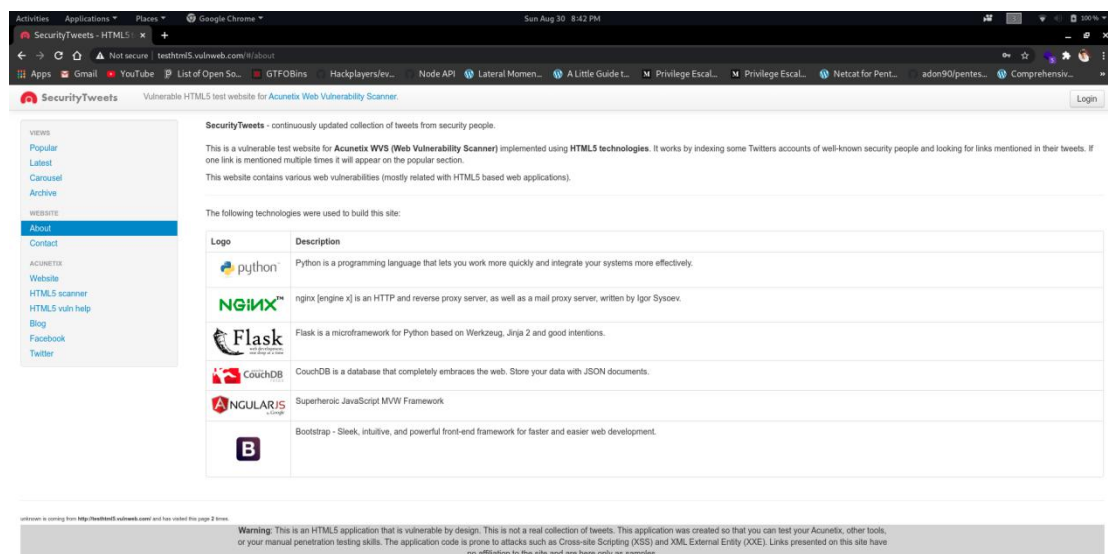 Activities Applications Places Google Chrome Sun Aug 30 8:42 PM 100 %
SecurityTweets - HTML5
Not secure | testhtml5.vulnweb.com/#/about
Apps Gmail YouTube List of Open So... GTFOBins Hackplayers/ev... Node API Lateral Momen... A Little Guide t... Privilege Escal... Privilege Escal... Netcat for Pent... adon90/pentes... Comprehensiv... »
SecurityTweets Vulnerable HTML5 test website for Acunetix Web Vulnerability Scanner. Login
VIEWS
Popular
Latest
Carousel
Archive
WEBSITE
About
Contact
ACUNETIX
Website
HTML5 scanner
HTML5 vuln help
Blog
Facebook
Twitter
SecurityTweets - continuously updated collection of tweets from security people.
This is a vulnerable test website for Acunetix WVS (Web Vulnerability Scanner) implemented using HTML5 technologies. It works by indexing some Twitters accounts of well-known security people and looking for links mentioned in their tweets. If
one link is mentioned multiple times it will appear on the popular section.
This website contains various web vulnerabilities (mostly related with HTML5 based web applications).
The following technologies were used to build this site:
Logo Description
python Python is a programming language that lets you work more quickly and integrate your systems more effectively.
NGINX™ nginx [engine x] is an HTTP and reverse proxy server, as well as a mail proxy server, written by Igor Sysoev.
Flask Flask is a microframework for Python based on Werkzeug, Jinja 2 and good intentions.
CouchDB CouchDB is a database that completely embraces the web. Store your data with JSON documents.
ANGULARJS by Google Superheroic JavaScript MVW Framework
B Bootstrap - Sleek, intuitive, and powerful front-end framework for faster and easier web development.
unknown is coming from http://testhtml5.vulnweb.com/ and has visited this page 2 times.
Warning: This is an HTML5 application that is vulnerable by design. This is not a real collection of tweets. This application was created so that you can test your Acunetix, other tools,
or your manual penetration testing skills. The application code is prone to attacks such as Cross-site Scripting (XSS) and XML External Entity (XXE). Links presented on this site have
no affiliation to the site and are here only as samples.